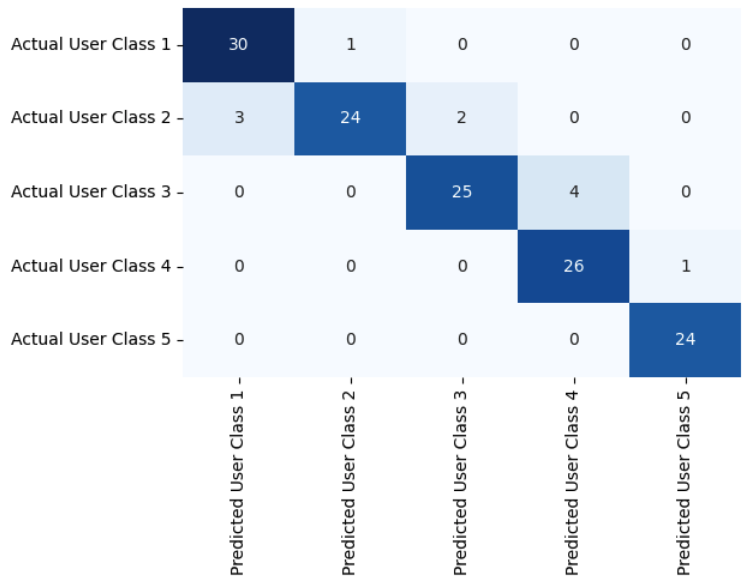 Actual User Class 1
30 1 0 0 0
Actual User Class 2
3 24 2 0 0
Actual User Class 3
0 0 25 4 0
Actual User Class 4
0 0 0 26 1
Actual User Class 5
0 0 0 0 24
Predicted User Class 1
Predicted User Class 2
Predicted User Class 3
Predicted User Class 4
Predicted User Class 5